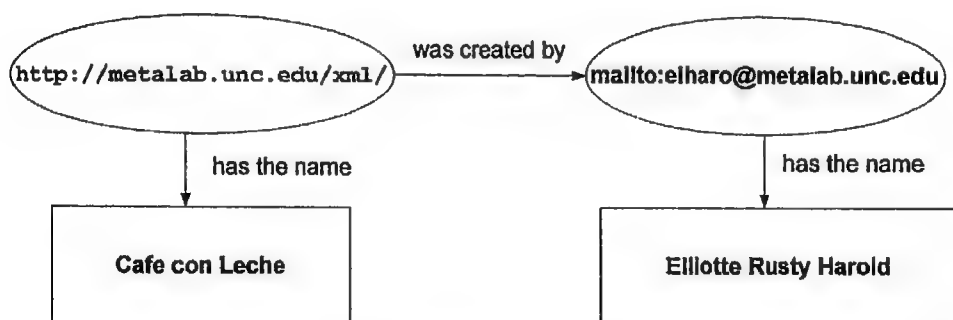 was created by
http://metalab.unc.edu/xml/
mailto:elharo@metalab.unc.edu
has the name
has the name
Cafe con Leche
Elliotte Rusty Harold